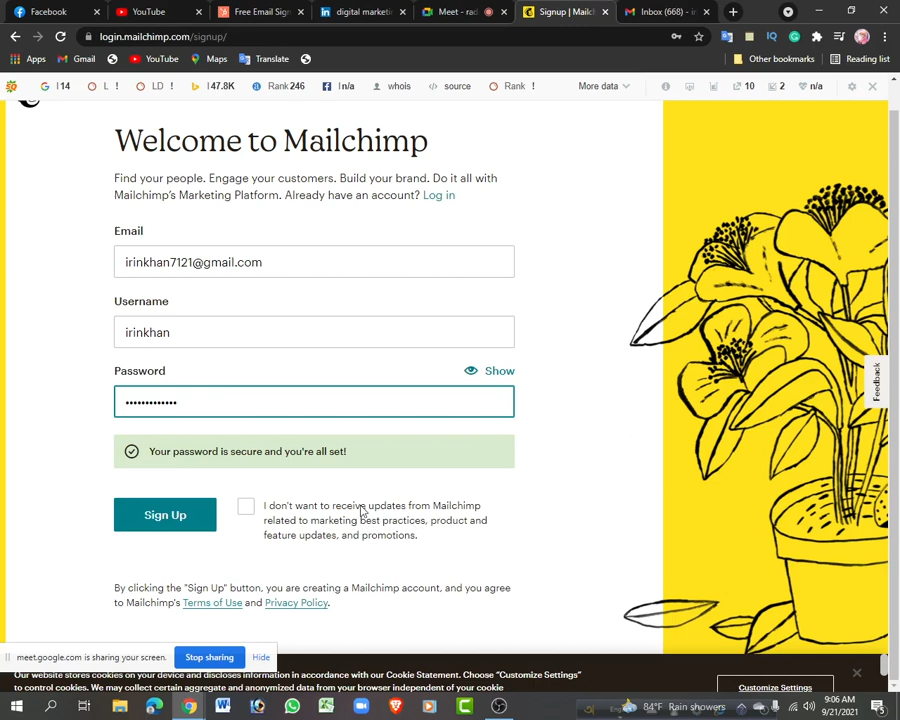 Facebook
YouTube
Free Email Sign
digital marketi
Meet - rad
Signup | Mailch
Inbox (668) - i
login.mailchimp.com/signup/
Apps
Gmail
YouTube
Maps
Translate
Other bookmarks
Reading list
I14
L !
LD !
I47.8K
Rank246
In/a
whois
source
Rank !
More data
10
2
n/a
Welcome to Mailchimp
Find your people. Engage your customers. Build your brand. Do it all with
Mailchimp's Marketing Platform. Already have an account? Log in
Email
irinkhan7121@gmail.com
Username
irinkhan
Password
Show
•••••••••••••
Your password is secure and you're all set!
Sign Up
I don't want to receive updates from Mailchimp
related to marketing best practices, product and
feature updates, and promotions.
By clicking the "Sign Up" button, you are creating a Mailchimp account, and you agree
to Mailchimp's Terms of Use and Privacy Policy.
Feedback
meet.google.com is sharing your screen.
Stop sharing
Hide
Our website stores cookies on your device and discloses information in accordance with our Cookie Statement. Choose "Customize Settings"
to control cookies. We may collect certain aggregate and anonymized data from your browser independent of your cookie
Customize Settings
84°F Rain showers
9:06 AM
9/21/2021